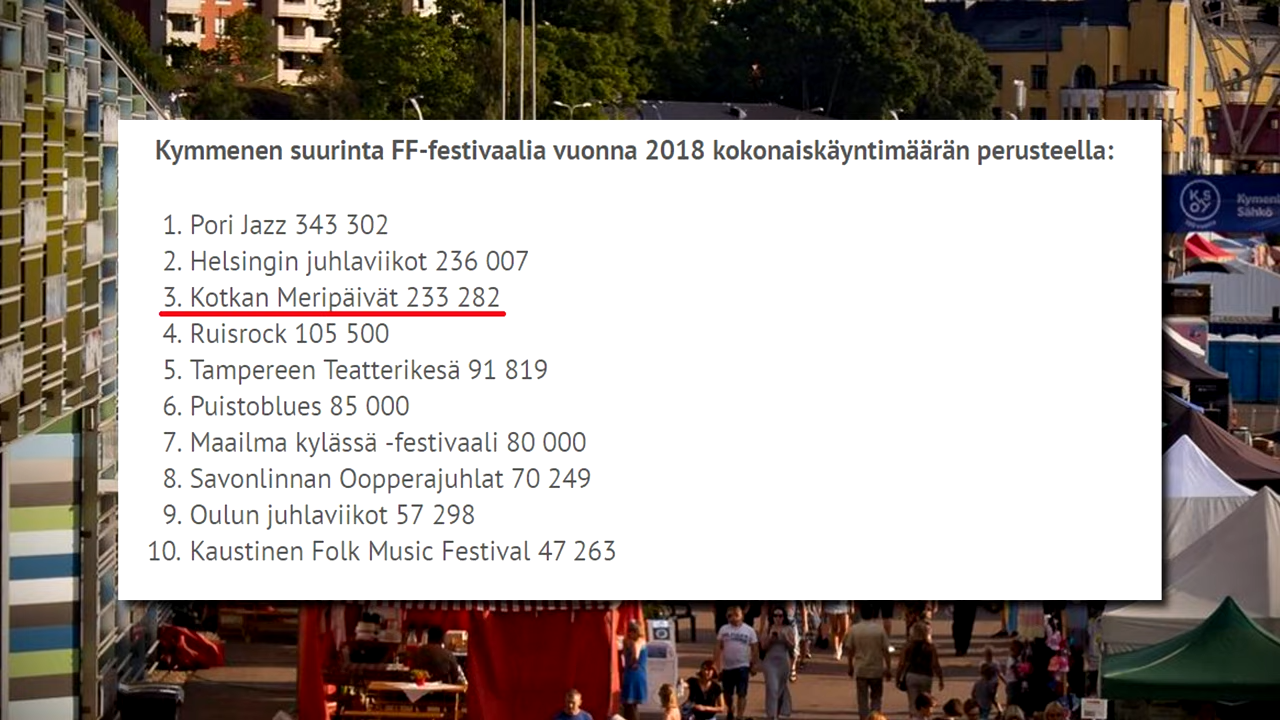 Kymmenen suurinta FF-festivaalia vuonna 2018 kokonaiskäyntimäärän perusteella:
1. Pori Jazz 343 302
2. Helsingin juhlaviikot 236 007
3. Kotkan Meripäivät 233 282
4. Ruisrock 105 500
5. Tampereen Teatterikesä 91 819
6. Puistoblues 85 000
7. Maailma kylässä -festivaali 80 000
8. Savonlinnan Oopperajuhlat 70 249
9. Oulun juhlaviikot 57 298
10. Kaustinen Folk Music Festival 47 263
KSOY
Sähkö